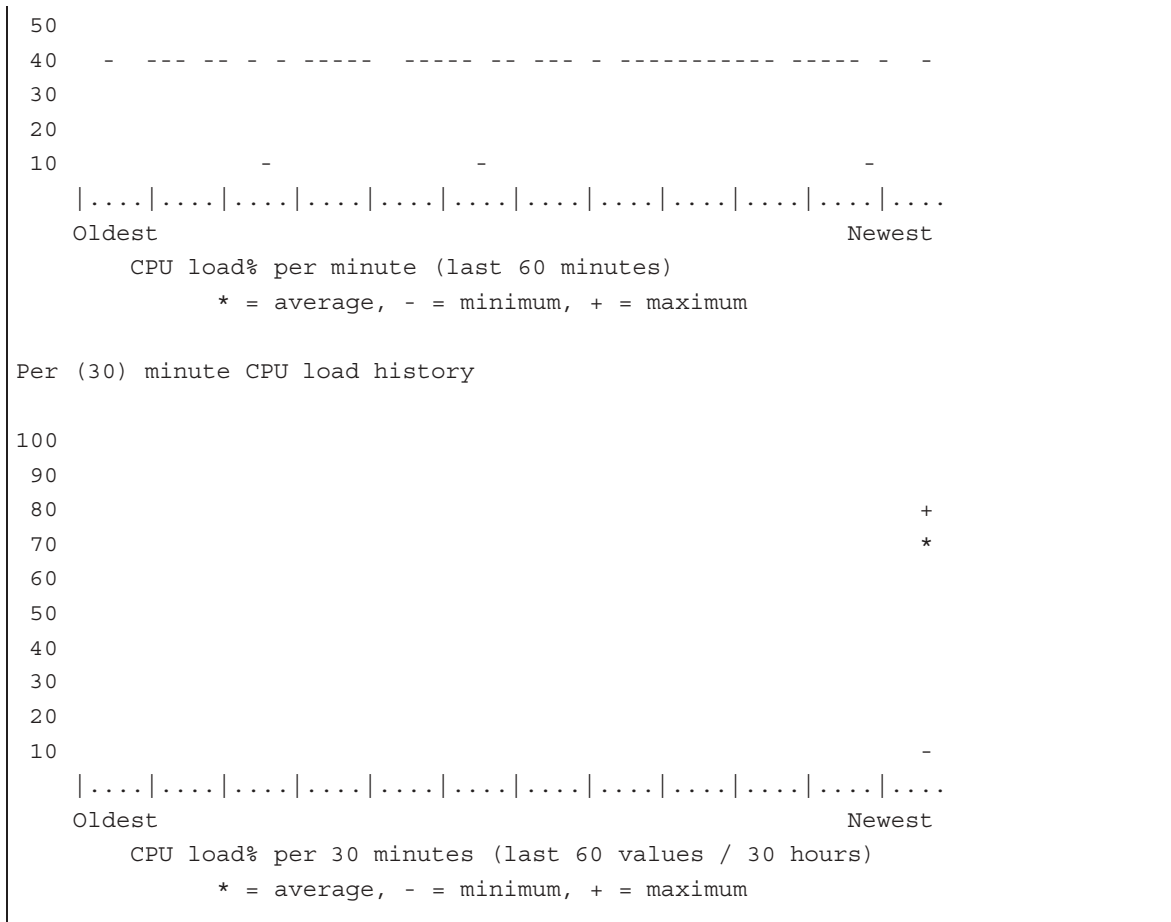 50
 40   -  --- -- - - -----  ----- -- --- - ----------- ----- -  -
 30
 20
 10              -              -                          -
    |....|....|....|....|....|....|....|....|....|....|....|....
    Oldest                                                Newest
        CPU load% per minute (last 60 minutes)
              * = average, - = minimum, + = maximum

Per (30) minute CPU load history

100
 90
 80                                                            +
 70                                                            *
 60
 50
 40
 30
 20
 10                                                            -
    |....|....|....|....|....|....|....|....|....|....|....|....
    Oldest                                                Newest
        CPU load% per 30 minutes (last 60 values / 30 hours)
              * = average, - = minimum, + = maximum